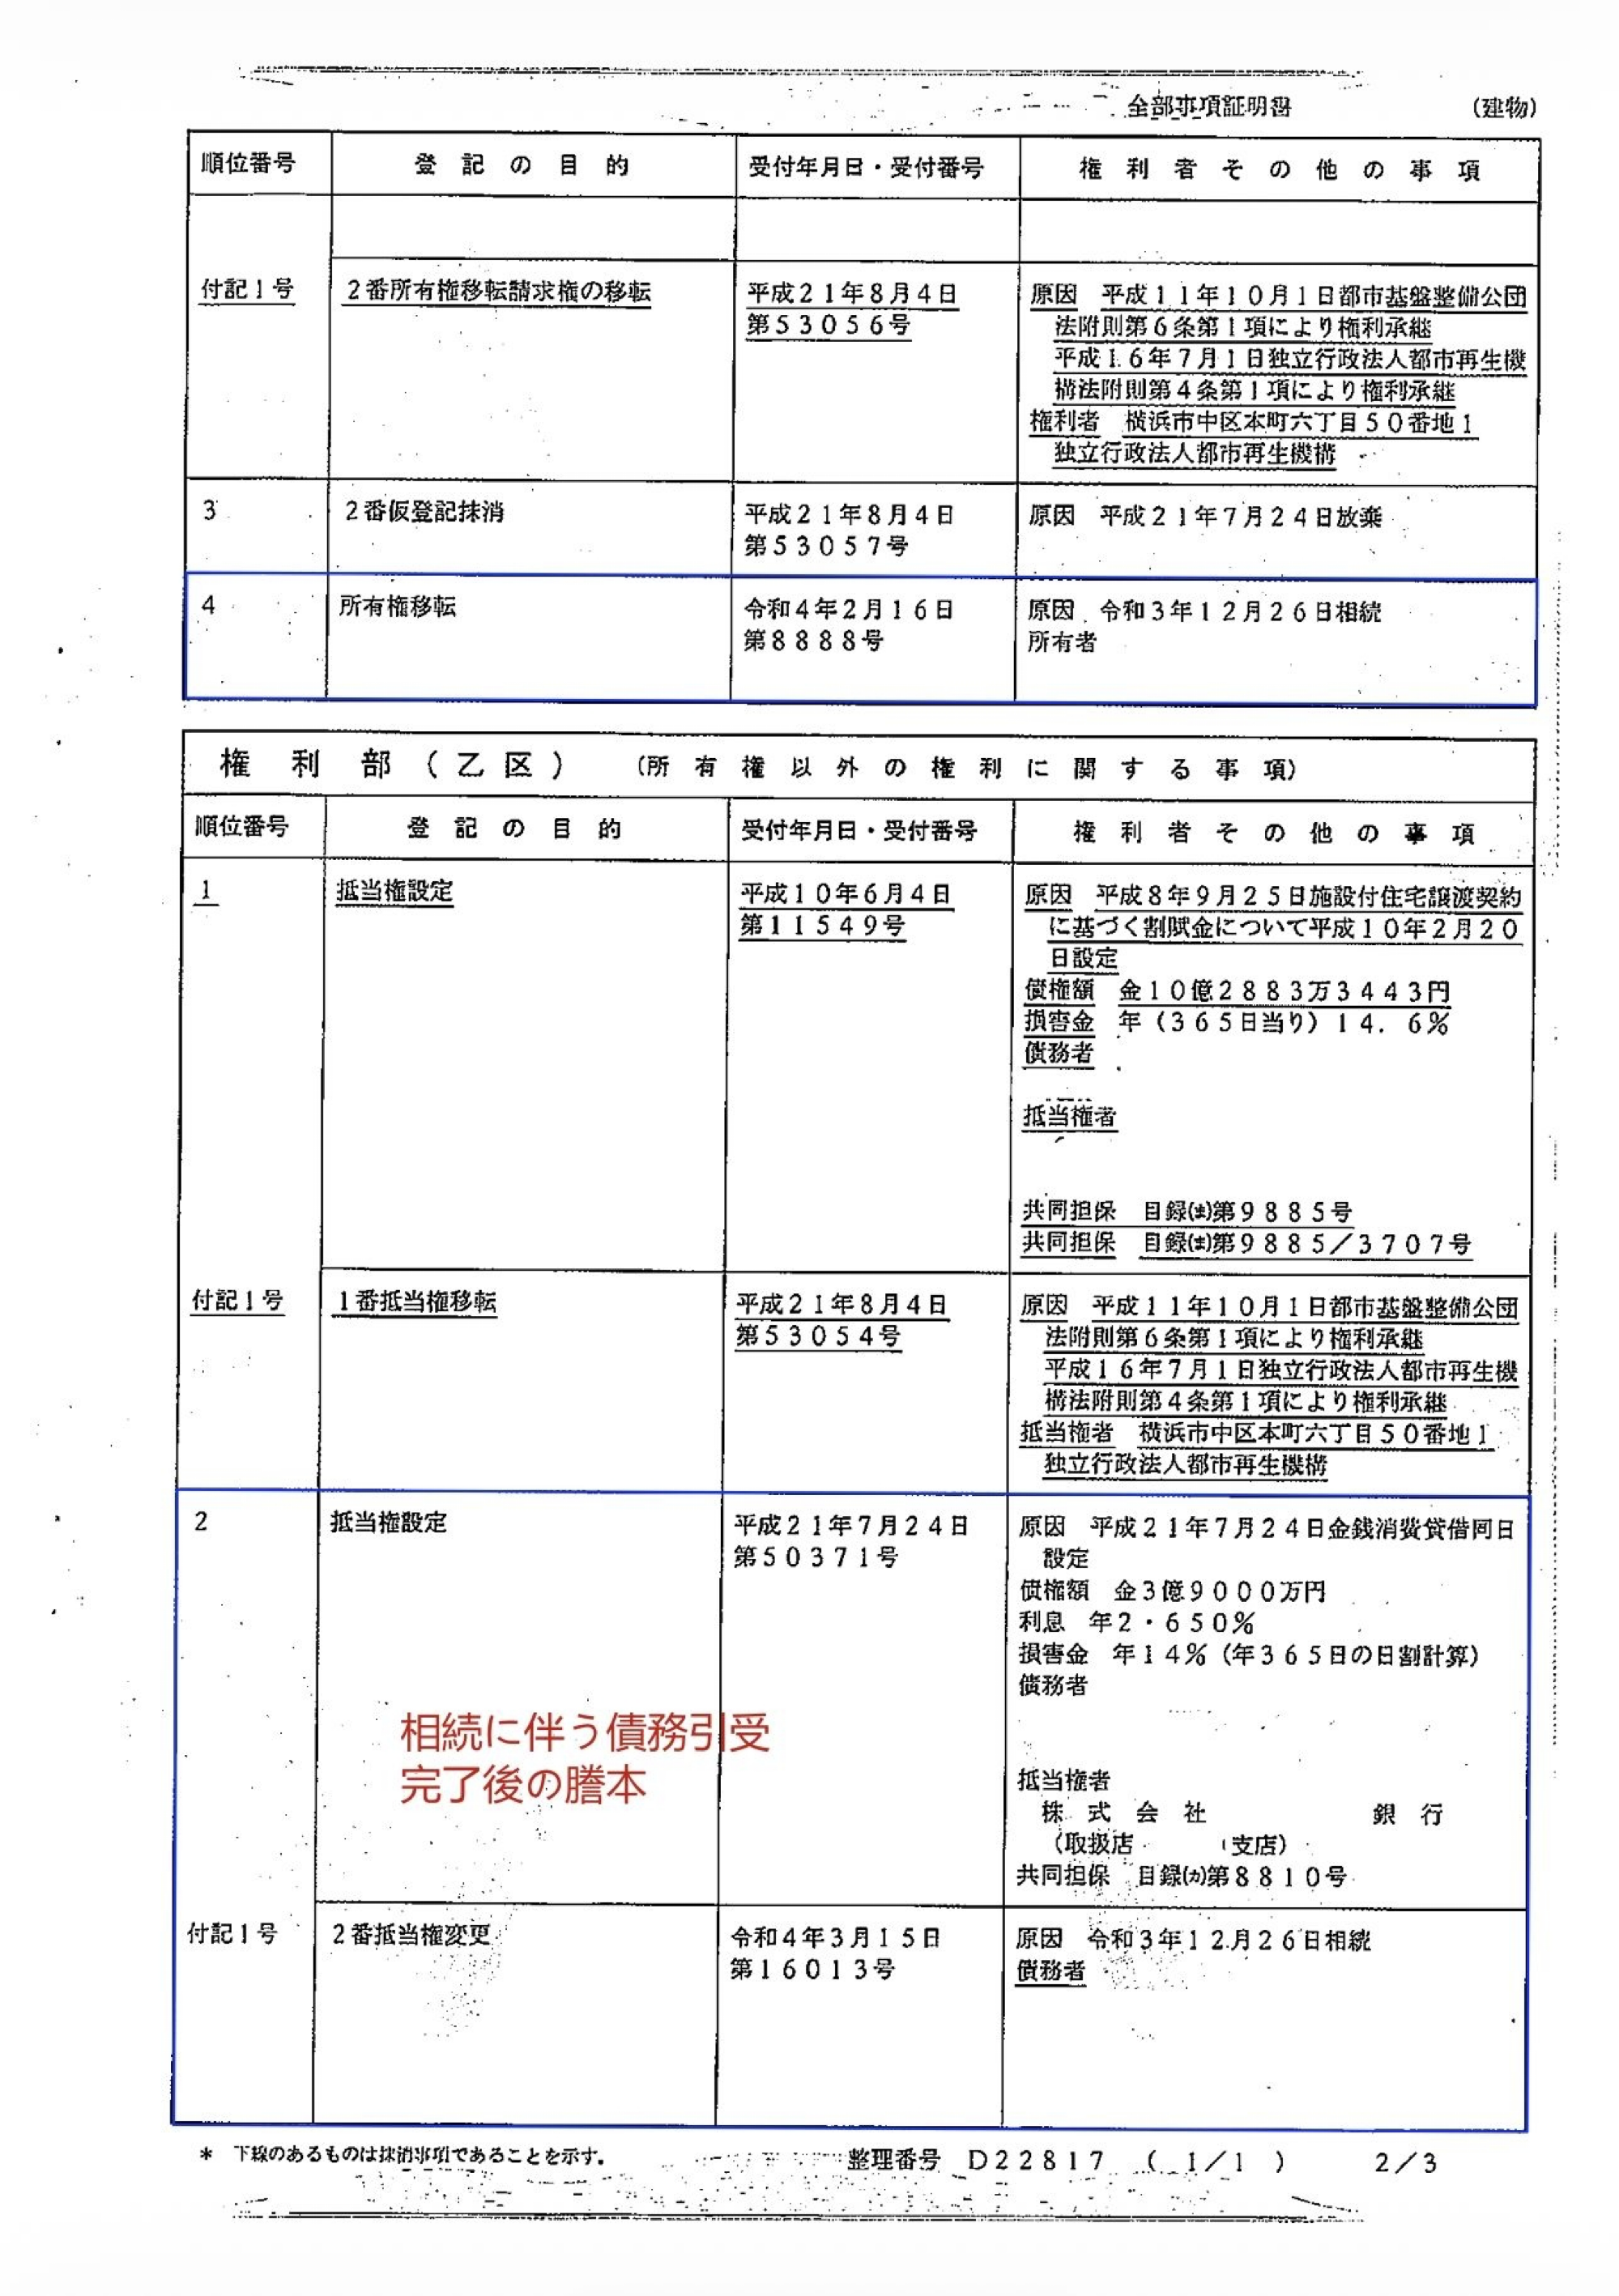 全部事項証明書 （建物）
順位番号 登記の目的 受付年月日・受付番号 権利者その他の事項
付記１号 ２番所有権移転請求権の移転 平成２１年８月４日 原因 平成１１年１０月１日都市基盤整備公団
第５３０５６号 法附則第６条第１項により権利承継
平成１６年７月１日独立行政法人都市再生機
構法附則第４条第１項により権利承継
権利者 横浜市中区本町六丁目５０番地１
独立行政法人都市再生機構
３ ２番仮登記抹消 平成２１年８月４日 原因 平成２１年７月２４日放棄
第５３０５７号
４ 所有権移転 令和４年２月１６日 原因 令和３年１２月２６日相続
第８８８８号 所有者
権利部（乙区） （所有権以外の権利に関する事項）
順位番号 登記の目的 受付年月日・受付番号 権利者その他の事項
１ 抵当権設定 平成１０年６月４日 原因 平成８年９月２５日施設付住宅譲渡契約
第１１５４９号 に基づく割賦金について平成１０年２月２０
日設定
債権額 金１０億２８８３万３４４３円
損害金 年（３６５日当り）１４．６％
債務者
抵当権者
共同担保 目録㈲第９８８５号
共同担保 目録㈲第９８８５／３７０７号
付記１号 １番抵当権移転 平成２１年８月４日 原因 平成１１年１０月１日都市基盤整備公団
第５３０５４号 法附則第６条第１項により権利承継
平成１６年７月１日独立行政法人都市再生機
構法附則第４条第１項により権利承継
抵当権者 横浜市中区本町六丁目５０番地１
独立行政法人都市再生機構
２ 抵当権設定 平成２１年７月２４日 原因 平成２１年７月２４日金銭消費貸借同日
第５０３７１号 設定
債権額 金３億９０００万円
利息 年２・６５０％
損害金 年１４％（年３６５日の日割計算）
債務者
相続に伴う債務引受
完了後の謄本
抵当権者
株式会社 銀行
（取扱店 支店）
共同担保 目録(カ)第８８１０号
付記１号 ２番抵当権変更 令和４年３月１５日 原因 令和３年１２月２６日相続
第１６０１３号 債務者
＊ 下線のあるものは抹消事項であることを示す。 整理番号 Ｄ２２８１７ （ １／１ ） ２／３